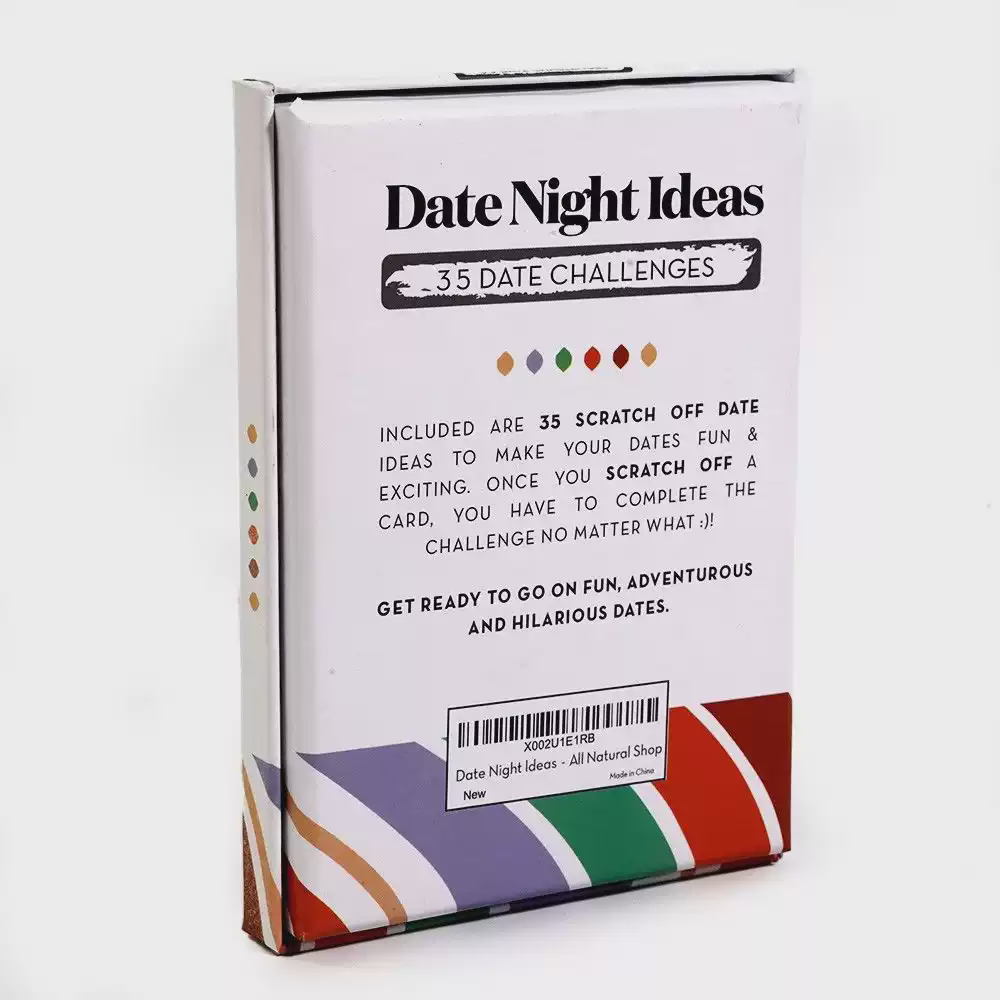 Date Night Ideas
35 DATE CHALLENGES
INCLUDED ARE 35 SCRATCH OFF DATE
IDEAS TO MAKE YOUR DATES FUN &
EXCITING. ONCE YOU SCRATCH OFF A
CARD, YOU HAVE TO COMPLETE THE
CHALLENGE NO MATTER WHAT :)!
GET READY TO GO ON FUN, ADVENTUROUS
AND HILARIOUS DATES.
X002U1E1RB
Date Night Ideas - All Natural Shop
Made in China
New